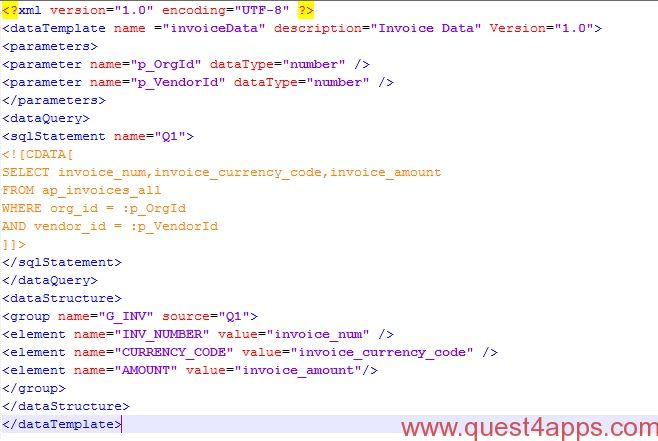 <?xml version="1.0" encoding="UTF-8" ?>
<dataTemplate name ="invoiceData" description="Invoice Data" Version="1.0">
<parameters>
<parameter name="p_OrgId" dataType="number" />
<parameter name="p_VendorId" dataType="number" />
</parameters>
<dataQuery>
<sqlStatement name="Q1">
<![CDATA[
SELECT invoice_num,invoice_currency_code,invoice_amount
FROM ap_invoices_all
WHERE org_id = :p_OrgId
AND vendor_id = :p_VendorId
]]>
</sqlStatement>
</dataQuery>
<dataStructure>
<group name="G_INV" source="Q1">
<element name="INV_NUMBER" value="invoice_num" />
<element name="CURRENCY_CODE" value="invoice_currency_code" />
<element name="AMOUNT" value="invoice_amount"/>
</group>
</dataStructure>
</dataTemplate>
www.quest4apps.com